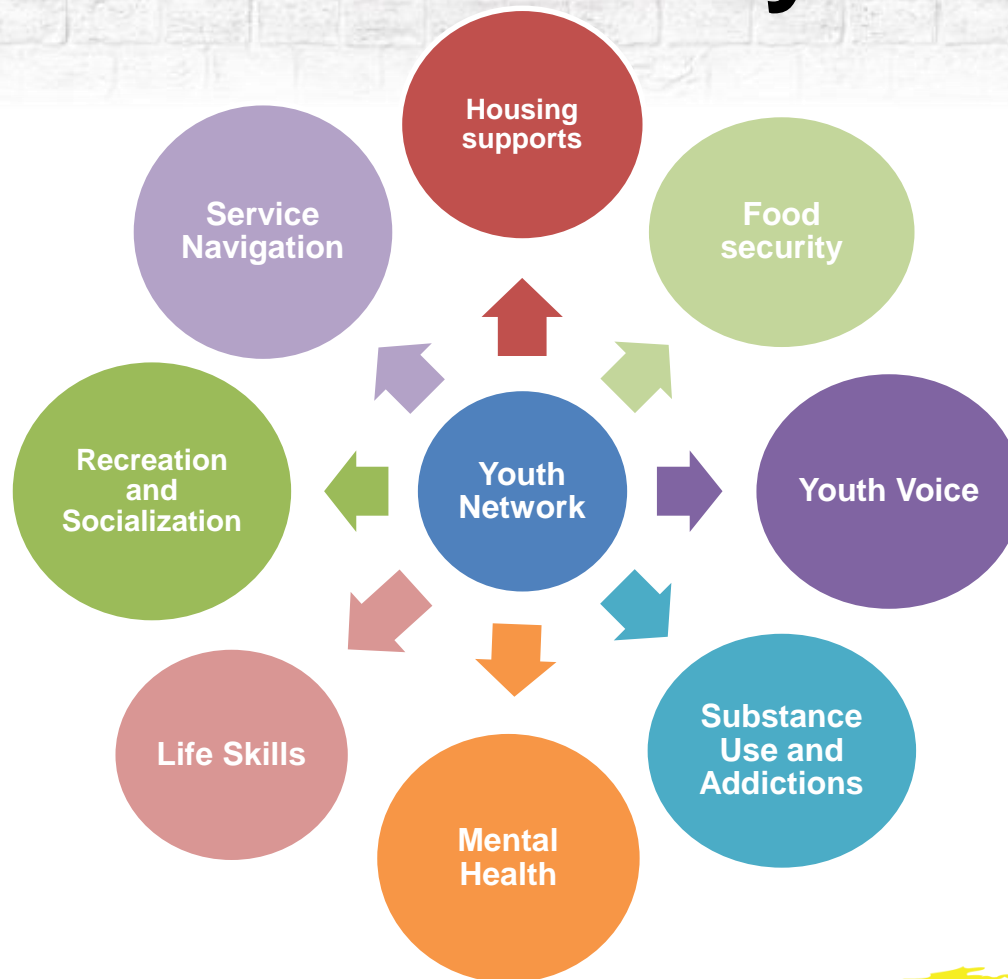 Housing
supports
Food
security
Youth Voice
Substance
Use and
Addictions
Mental
Health
Life Skills
Recreation
and
Socialization
Service
Navigation
Youth
Network